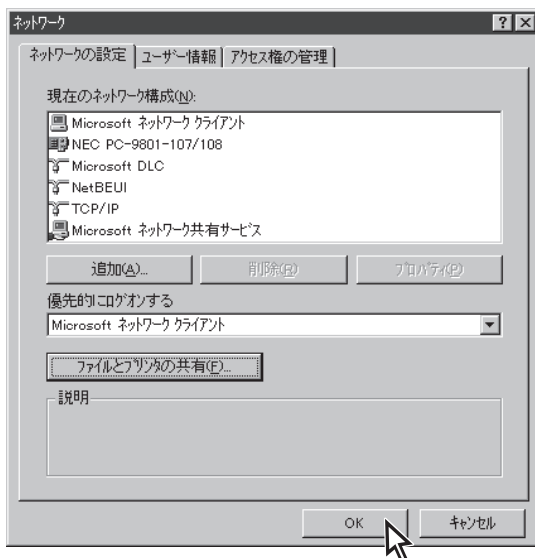 ネットワーク
ネットワークの設定 ユーザー情報 アクセス権の管理
現在のネットワーク構成(N):
Microsoft ネットワーク クライアント
NEC PC-9801-107/108
Microsoft DLC
NetBEUI
TCP/IP
Microsoft ネットワーク共有サービス
追加(A)... 削除(R) プロパティ(P)
優先的にログオンする
Microsoft ネットワーク クライアント
ファイルとプリンタの共有(F)...
説明
OK キャンセル